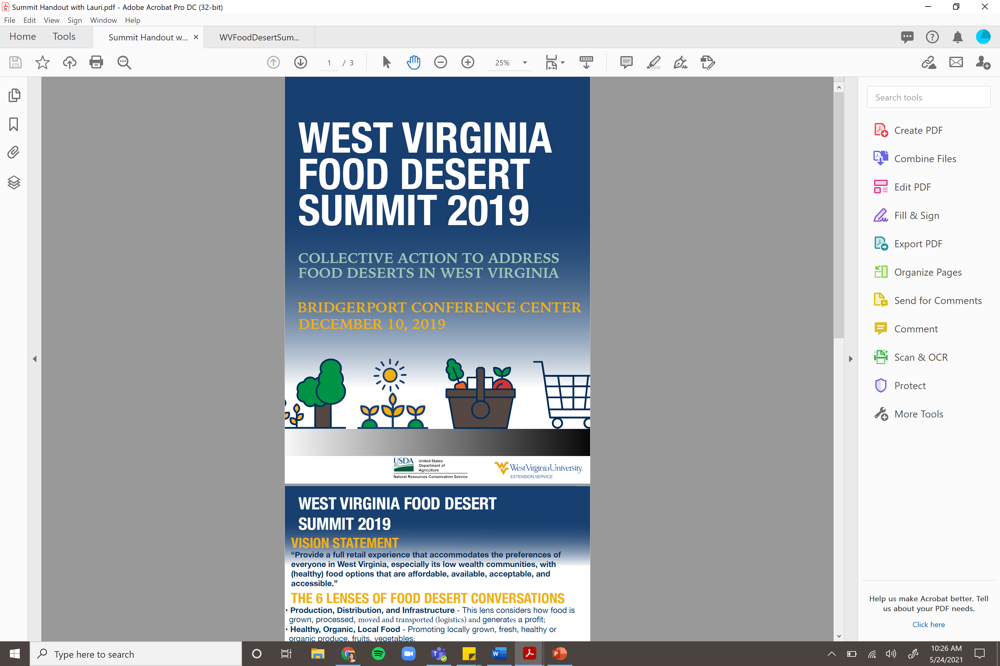 Summit Handout with Lauri.pdf - Adobe Acrobat Pro DC (32-bit)
File Edit View Sign Window Help
Home Tools Summit Handout w... WVFoodDesertSum...
1 / 3 25%
WEST VIRGINIA
FOOD DESERT
SUMMIT 2019
COLLECTIVE ACTION TO ADDRESS
FOOD DESERTS IN WEST VIRGINIA
BRIDGERPORT CONFERENCE CENTER
DECEMBER 10, 2019
USDA
United States
Department of
Agriculture
Natural Resources Conservation Service
WestVirginiaUniversity.
EXTENSION SERVICE
WEST VIRGINIA FOOD DESERT
SUMMIT 2019
VISION STATEMENT
“Provide a full retail experience that accommodates the preferences of
everyone in West Virginia, especially its low wealth communities, with
(healthy) food options that are affordable, available, acceptable, and
accessible.”
THE 6 LENSES OF FOOD DESERT CONVERSATIONS
• Production, Distribution, and Infrastructure - This lens considers how food is
grown, processed, moved and transported (logistics) and generates a profit;
• Healthy, Organic, Local Food - Promoting locally grown, fresh, healthy or
organic produce, fruits, vegetables;
Search tools
Create PDF
Combine Files
Edit PDF
Fill & Sign
Export PDF
Organize Pages
Send for Comments
Comment
Scan & OCR
Protect
More Tools
Help us make Acrobat better. Tell
us about your PDF needs.
Click here
Type here to search
10:26 AM
5/24/2021